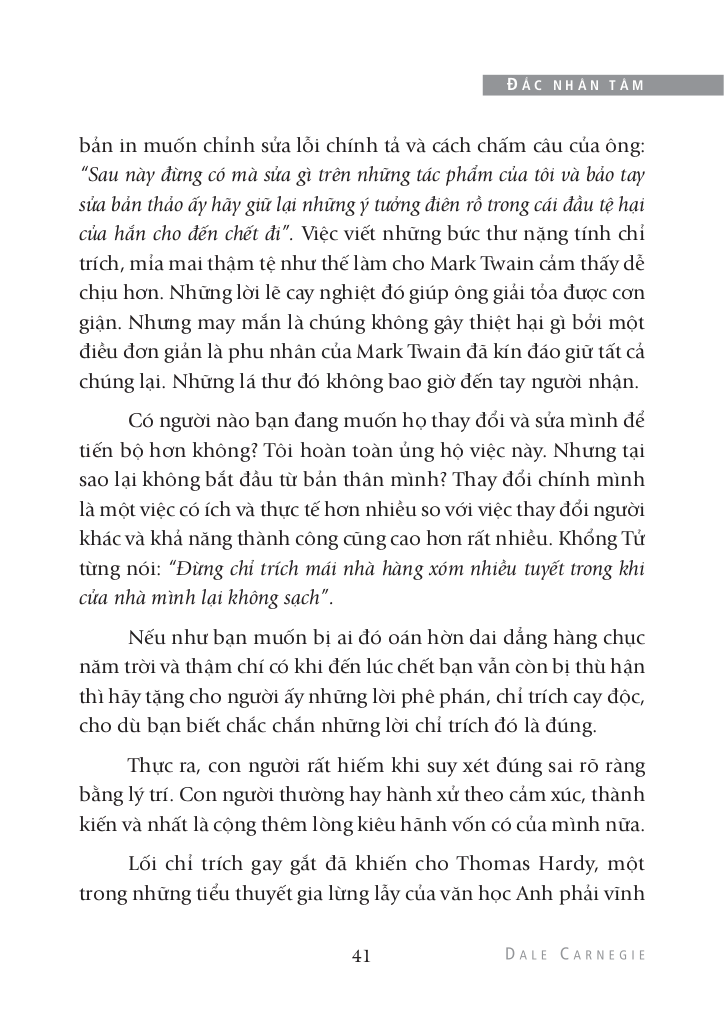 ĐẮC NHÂN TÂM
bản in muốn chỉnh sửa lỗi chính tả và cách chấm câu của ông:
“Sau này đừng có mà sửa gì trên những tác phẩm của tôi và bảo tay
sửa bản thảo ấy hãy giữ lại những ý tưởng điên rồ trong cái đầu tệ hại
của hắn cho đến chết đi”. Việc viết những bức thư nặng tính chỉ
trích, mỉa mai thậm tệ như thế làm cho Mark Twain cảm thấy dễ
chịu hơn. Những lời lẽ cay nghiệt đó giúp ông giải tỏa được cơn
giận. Nhưng may mắn là chúng không gây thiệt hại gì bởi một
điều đơn giản là phu nhân của Mark Twain đã kín đáo giữ tất cả
chúng lại. Những lá thư đó không bao giờ đến tay người nhận.
Có người nào bạn đang muốn họ thay đổi và sửa mình để
tiến bộ hơn không? Tôi hoàn toàn ủng hộ việc này. Nhưng tại
sao lại không bắt đầu từ bản thân mình? Thay đổi chính mình
là một việc có ích và thực tế hơn nhiều so với việc thay đổi người
khác và khả năng thành công cũng cao hơn rất nhiều. Khổng Tử
từng nói: “Đừng chỉ trích mái nhà hàng xóm nhiều tuyết trong khi
cửa nhà mình lại không sạch”.
Nếu như bạn muốn bị ai đó oán hờn dai dẳng hàng chục
năm trời và thậm chí có khi đến lúc chết bạn vẫn còn bị thù hận
thì hãy tặng cho người ấy những lời phê phán, chỉ trích cay độc,
cho dù bạn biết chắc chắn những lời chỉ trích đó là đúng.
Thực ra, con người rất hiếm khi suy xét đúng sai rõ ràng
bằng lý trí. Con người thường hay hành xử theo cảm xúc, thành
kiến và nhất là cộng thêm lòng kiêu hãnh vốn có của mình nữa.
Lối chỉ trích gay gắt đã khiến cho Thomas Hardy, một
trong những tiểu thuyết gia lừng lẫy của văn học Anh phải vĩnh
41
DALE CARNEGIE